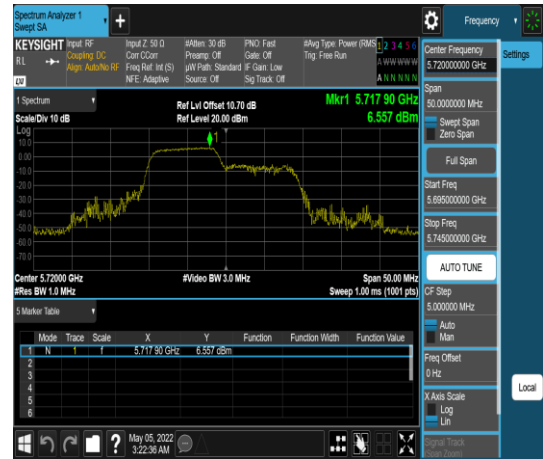 Spectrum Analyzer 1
Swept SA
+
Frequency
KEYSIGHT
RL
Input: RF
Coupling: DC
Align: Auto/No RF
Input Z: 50 Ω
Corr CCorr
Freq Ref: Int (S)
NFE: Adaptive
#Atten: 30 dB
Preamp: Off
µW Path: Standard
Source: Off
PNO: Fast
Gate: Off
IF Gain: Low
Sig Track: Off
#Avg Type: Power (RMS)
Trig: Free Run
1 2 3 4 5 6
A W W W W W
A N N N N N
1 Spectrum
Scale/Div 10 dB
Ref Lvl Offset 10.70 dB
Ref Level 20.00 dBm
Mkr1 5.717 90 GHz
6.557 dBm
Log
10.0
0.00
-10.0
-20.0
-30.0
-40.0
-50.0
-60.0
-70.0
1
Center 5.72000 GHz
#Res BW 1.0 MHz
#Video BW 3.0 MHz
Span 50.00 MHz
Sweep 1.00 ms (1001 pts)
5 Marker Table
Mode Trace Scale X Y Function Function Width Function Value
1 N 1 f 5.717 90 GHz 6.557 dBm
2
3
4
5
6
May 05, 2022
3:22:36 AM
?
Center Frequency
5.720000000 GHz
Span
50.0000000 MHz
Swept Span
Zero Span
Full Span
Start Freq
5.695000000 GHz
Stop Freq
5.745000000 GHz
AUTO TUNE
CF Step
5.000000 MHz
Auto
Man
Freq Offset
0 Hz
X Axis Scale
Log
Lin
Signal Track
(Span Zoom)
Settings
Local